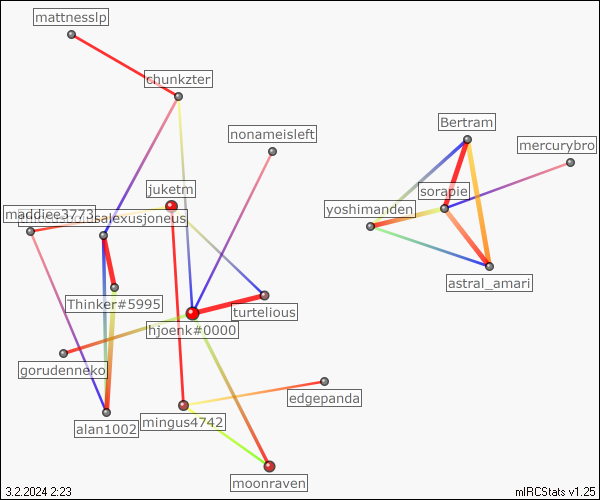 mattnesslp
chunkzter
nonameisleft
Bertram
mercurybro
juketm
sorapie
maddiee3773
yoshimanden
astral_amari
Thinker#5995
turtelious
hjoenk#0000
gorudenneko
edgepanda
alan1002
mingus4742
moonraven
3.2.2024 2:23
mIRCStats v1.25